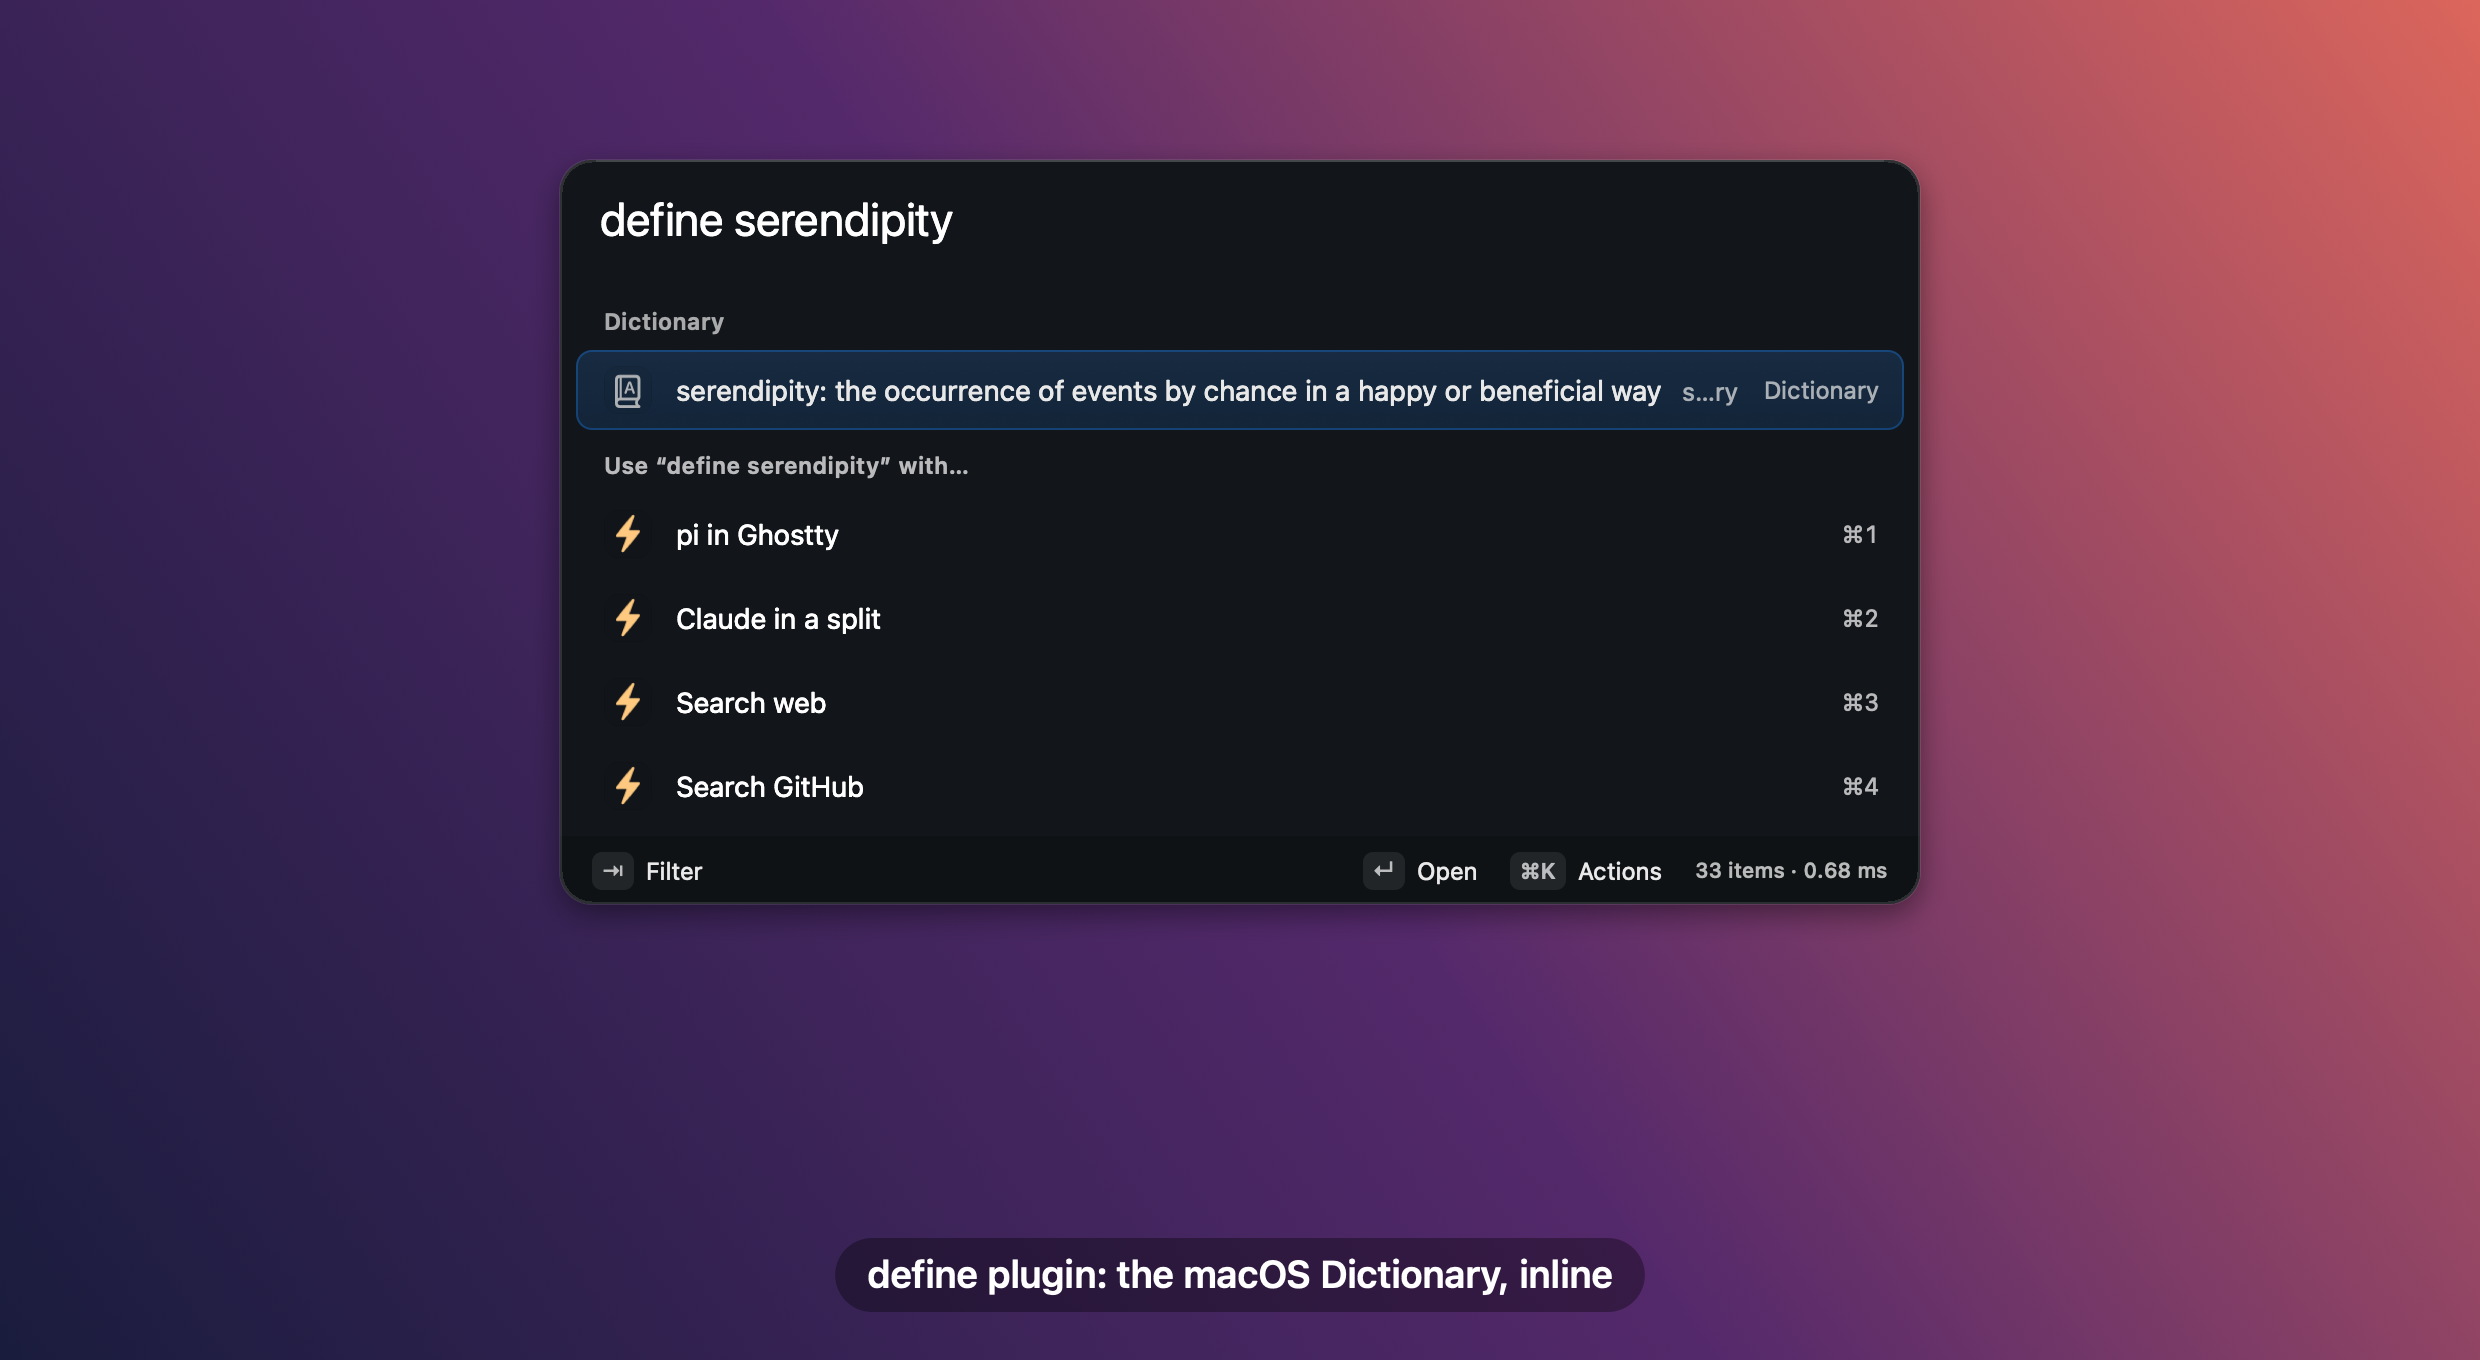 define serendipity
Dictionary
serendipity: the occurrence of events by chance in a happy or beneficial way s...ry Dictionary
Use “define serendipity” with...
pi in Ghostty ⌘1
Claude in a split ⌘2
Search web ⌘3
Search GitHub ⌘4
Filter Open ⌘K Actions 33 items · 0.68 ms
define plugin: the macOS Dictionary, inline